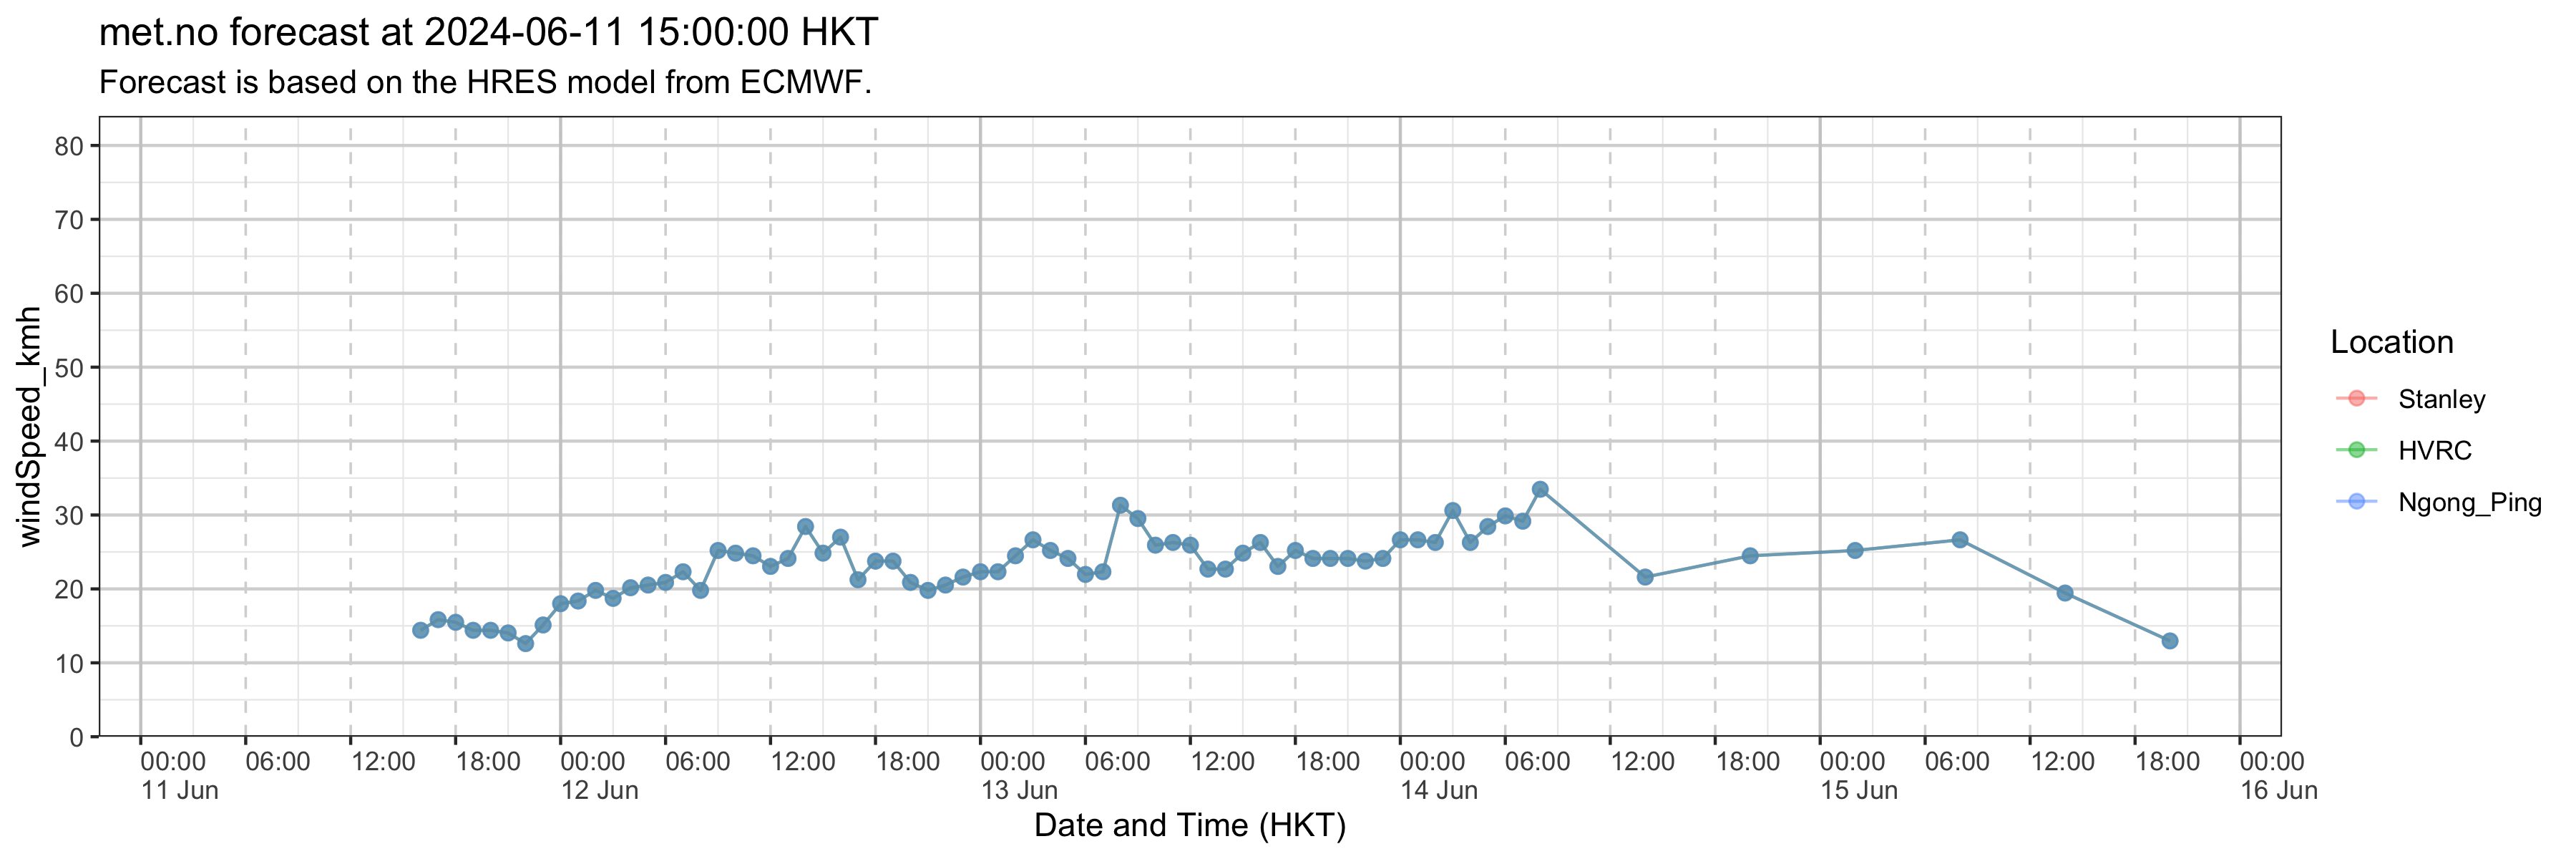 met.no forecast at 2024-06-11 15:00:00 HKT
Forecast is based on the HRES model from ECMWF.
windSpeed_kmh
80
70
60
50
40
30
20
10
0
00:00 06:00 12:00 18:00 00:00 06:00 12:00 18:00 00:00 06:00 12:00 18:00 00:00 06:00 12:00 18:00 00:00 06:00 12:00 18:00 00:00
11 Jun 12 Jun 13 Jun 14 Jun 15 Jun 16 Jun
Date and Time (HKT)
Location
Stanley
HVRC
Ngong_Ping